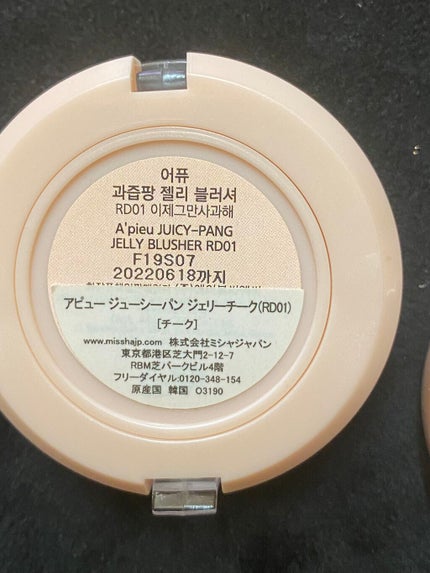 어퓨
과즙팡 젤리 블러셔
RD01 이제그만사과해
A'pieu JUICY-PANG
JELLY BLUSHER RD01
F19S07
20220618까지
アピュー ジューシーパン ジェリーチーク(RD01)
[チーク]
www.misshajp.com 株式会社ミシャジャパン
東京都港区芝大門2-12-7
RBM芝パークビル4階
フリーダイヤル:0120-348-154
原産国 韓国 O3190